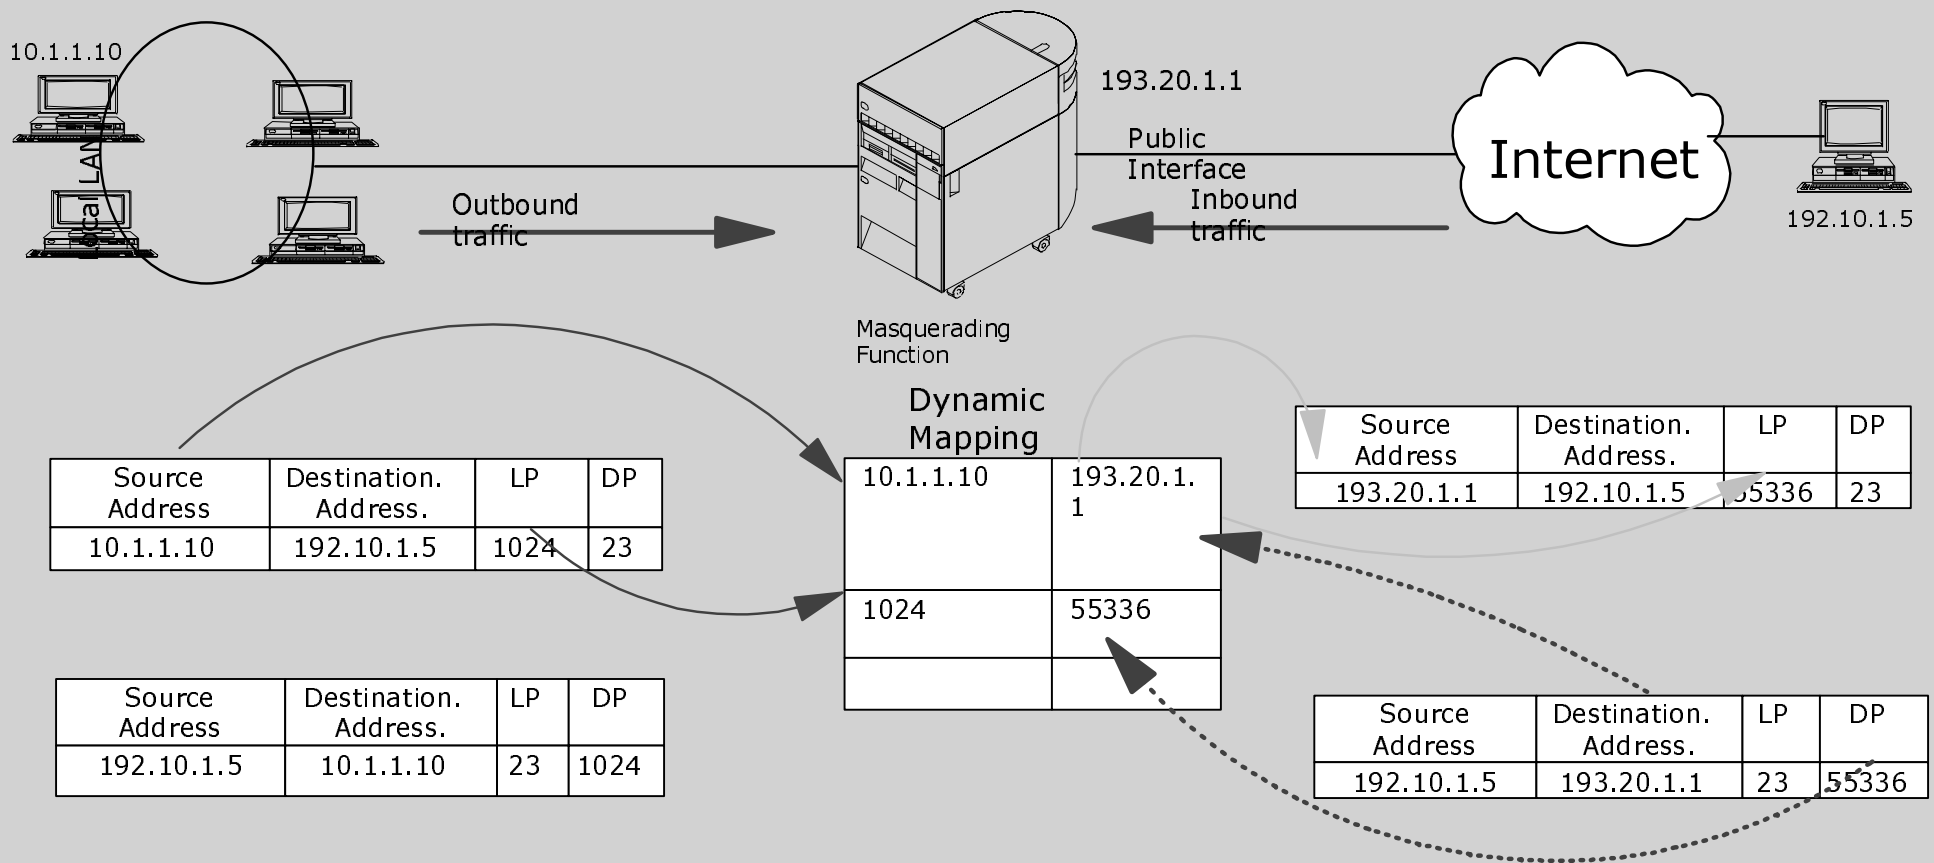 10.1.1.10
Local LAN
193.20.1.1
Public
Interface
Internet
192.10.1.5
Outbound
traffic
Inbound
traffic
Masquerading
Function
Dynamic
Mapping
Source Address Destination. Address. LP DP
10.1.1.10 192.10.1.5 1024 23
10.1.1.10 193.20.1.
1
1024 55336
Source Address Destination. Address. LP DP
193.20.1.1 192.10.1.5 55336 23
Source Address Destination. Address. LP DP
192.10.1.5 10.1.1.10 23 1024
Source Address Destination. Address. LP DP
192.10.1.5 193.20.1.1 23 55336